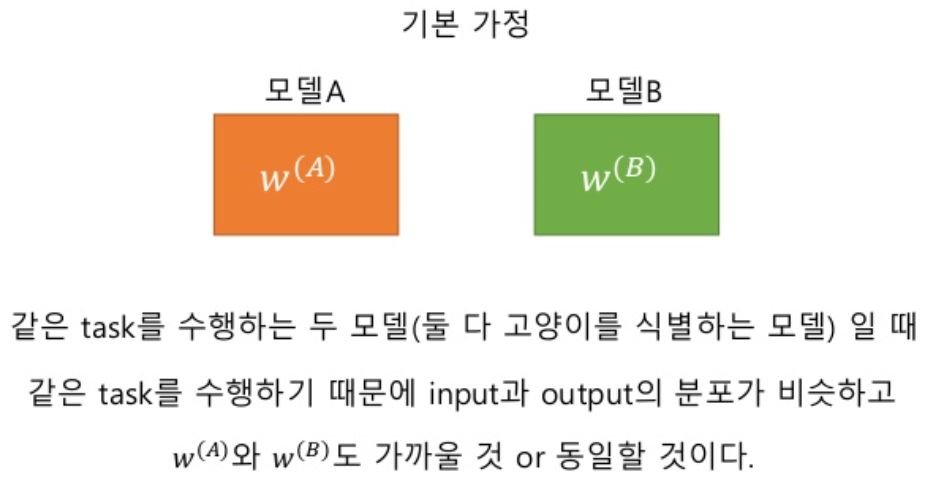 기본 가정
모델A 모델B
w^(A) w^(B)
같은 task를 수행하는 두 모델(둘 다 고양이를 식별하는 모델) 일 때
같은 task를 수행하기 때문에 input과 output의 분포가 비슷하고
w^(A)와 w^(B)도 가까울 것 or 동일할 것이다.